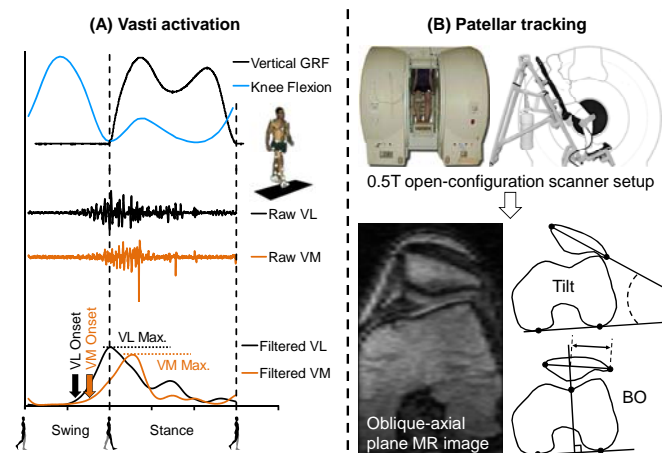 (A) Vasti activation
Vertical GRF
Knee Flexion
Raw VL
Raw VM
VL Onset
VM Onset
VL Max.
VM Max.
Filtered VL
Filtered VM
Swing
Stance
(B) Patellar tracking
0.5T open-configuration scanner setup
Tilt
BO
Oblique-axial
plane MR image